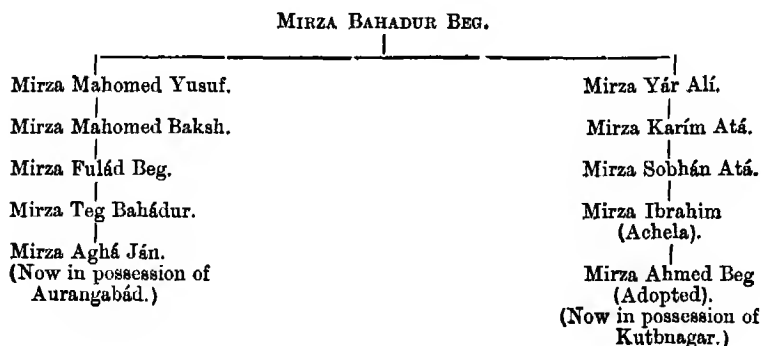 MIRZA BAHADUR BEG.
Mirza Mahomed Yusuf.
Mirza Mahomed Baksh.
Mirza Fulád Beg.
Mirza Teg Bahádur.
Mirza Aghá Ján.
(Now in possession of
Aurangabád.)
Mirza Yár Alí.
Mirza Karím Atá.
Mirza Sobhán Atá.
Mirza Ibrahim
(Achela).
Mirza Ahmed Beg
(Adopted).
(Now in possession of
Kutbnagar.)